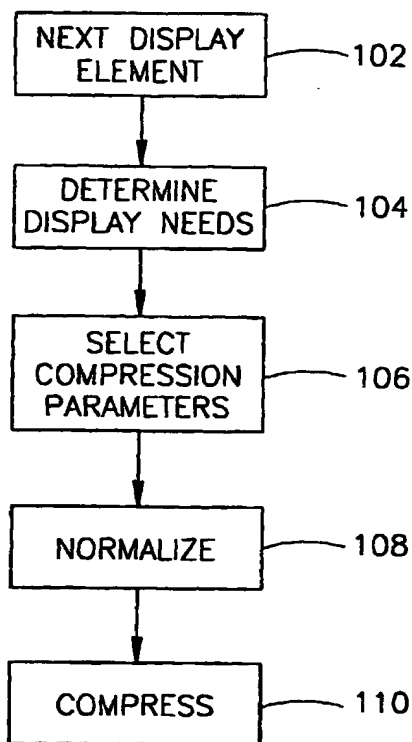 NEXT DISPLAY
ELEMENT
102
DETERMINE
DISPLAY NEEDS
104
SELECT
COMPRESSION
PARAMETERS
106
NORMALIZE
108
COMPRESS
110